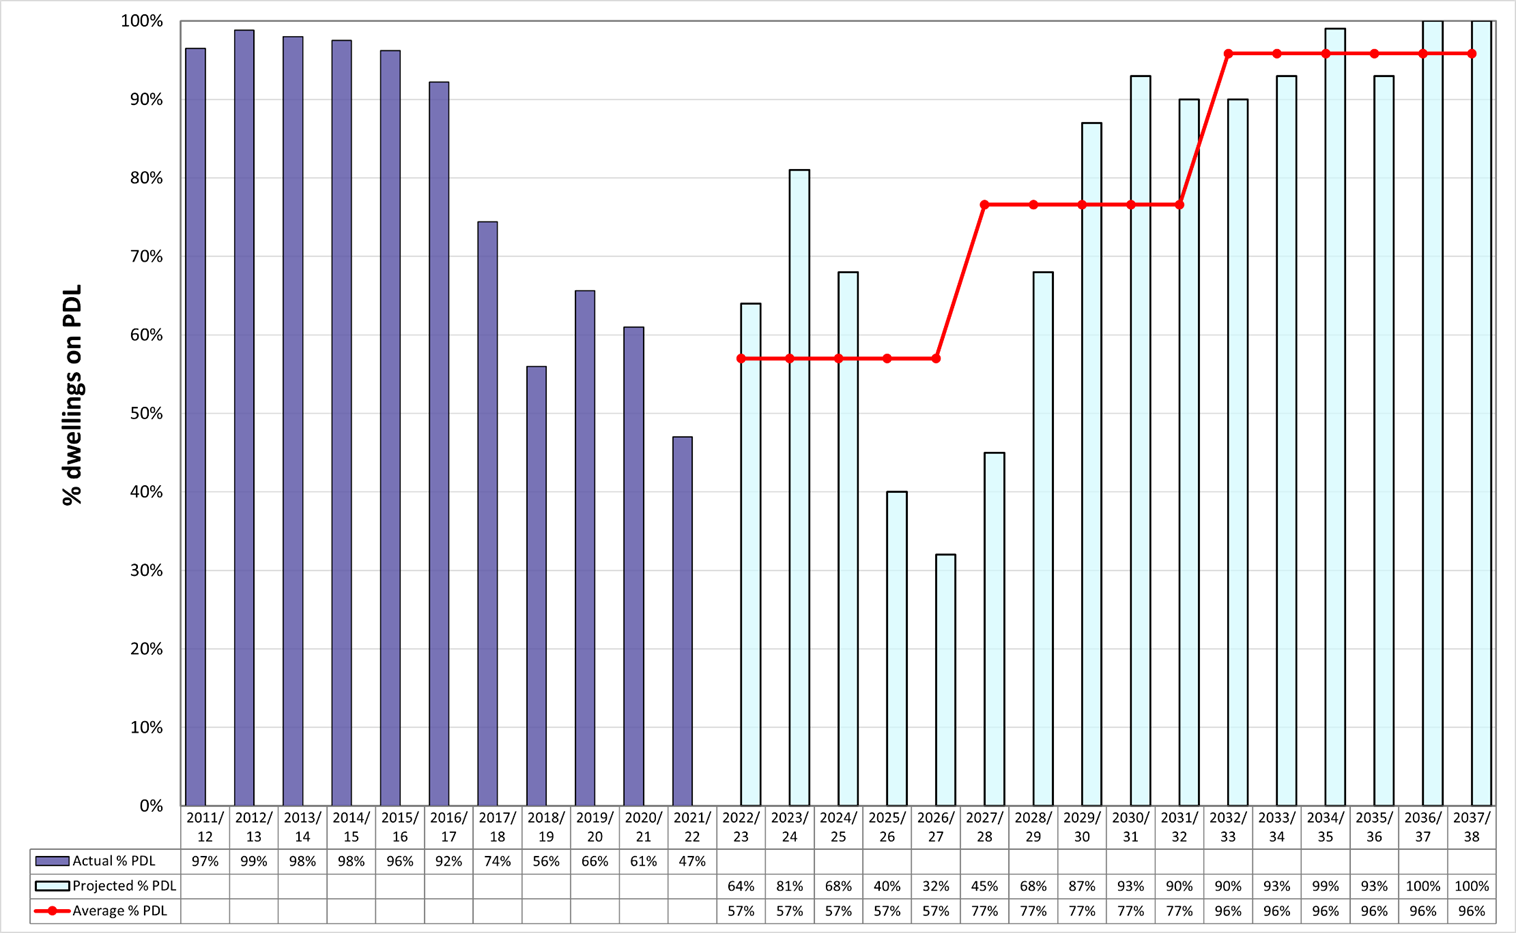 % dwellings on PDL
100%
90%
80%
70%
60%
50%
40%
30%
20%
10%
0%
2011/ 2012/ 2013/ 2014/ 2015/ 2016/ 2017/ 2018/ 2019/ 2020/ 2021/ 2022/ 2023/ 2024/ 2025/ 2026/ 2027/ 2028/ 2029/ 2030/ 2031/ 2032/ 2033/ 2034/ 2035/ 2036/ 2037/
12 13 14 15 16 17 18 19 20 21 22 23 24 25 26 27 28 29 30 31 32 33 34 35 36 37 38
Actual % PDL 97% 99% 98% 98% 96% 92% 74% 56% 66% 61% 47%
Projected % PDL 64% 81% 68% 40% 32% 45% 68% 87% 93% 90% 90% 93% 99% 93% 100% 100%
Average % PDL 57% 57% 57% 57% 57% 77% 77% 77% 77% 77% 96% 96% 96% 96% 96% 96%